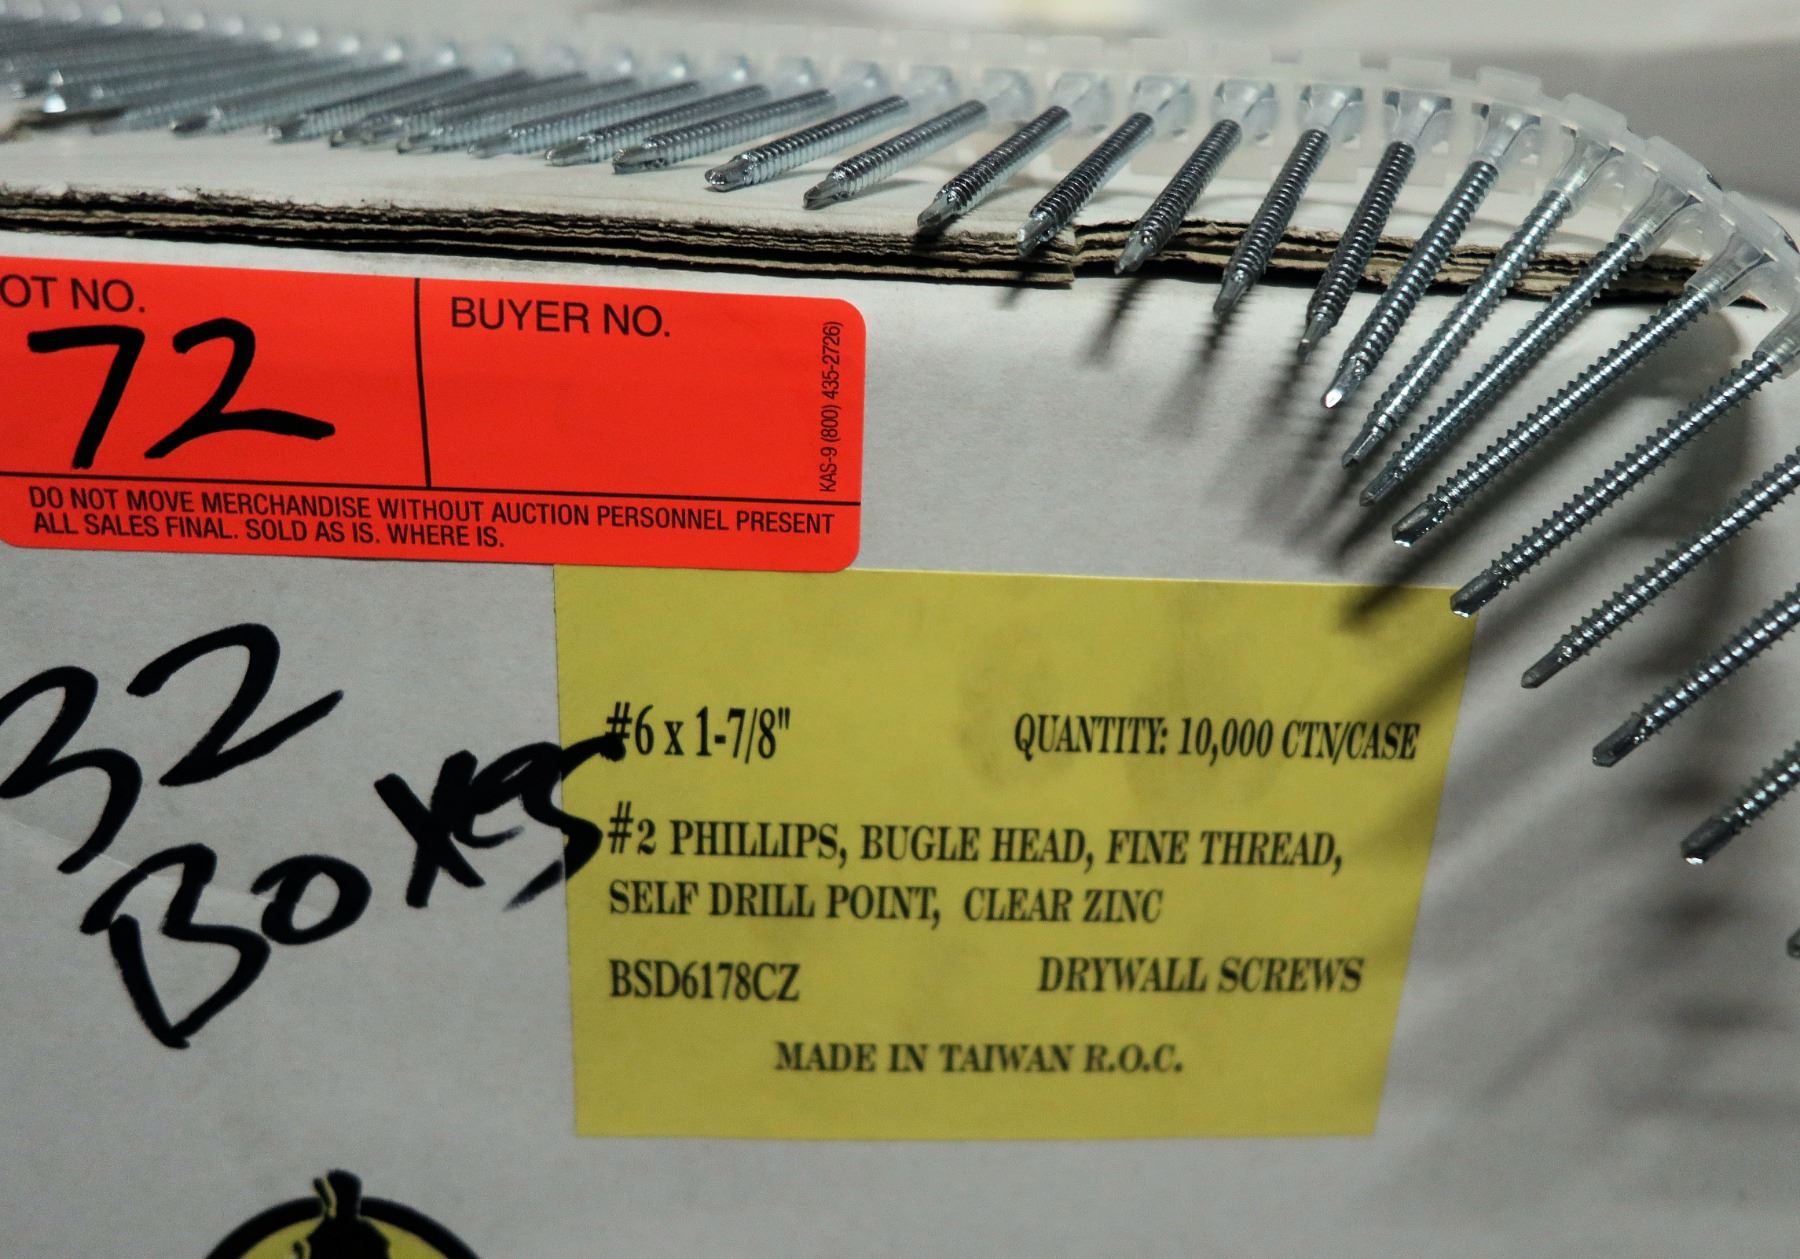 OT NO.
72
BUYER NO.
KAS-9 (800) 435-2726)
DO NOT MOVE MERCHANDISE WITHOUT AUCTION PERSONNEL PRESENT
ALL SALES FINAL. SOLD AS IS. WHERE IS.
32
BOXES
#6 x 1-7/8" QUANTITY: 10,000 CTN/CASE
#2 PHILLIPS, BUGLE HEAD, FINE THREAD,
SELF DRILL POINT, CLEAR ZINC
BSD6178CZ DRYWALL SCREWS
MADE IN TAIWAN R.O.C.